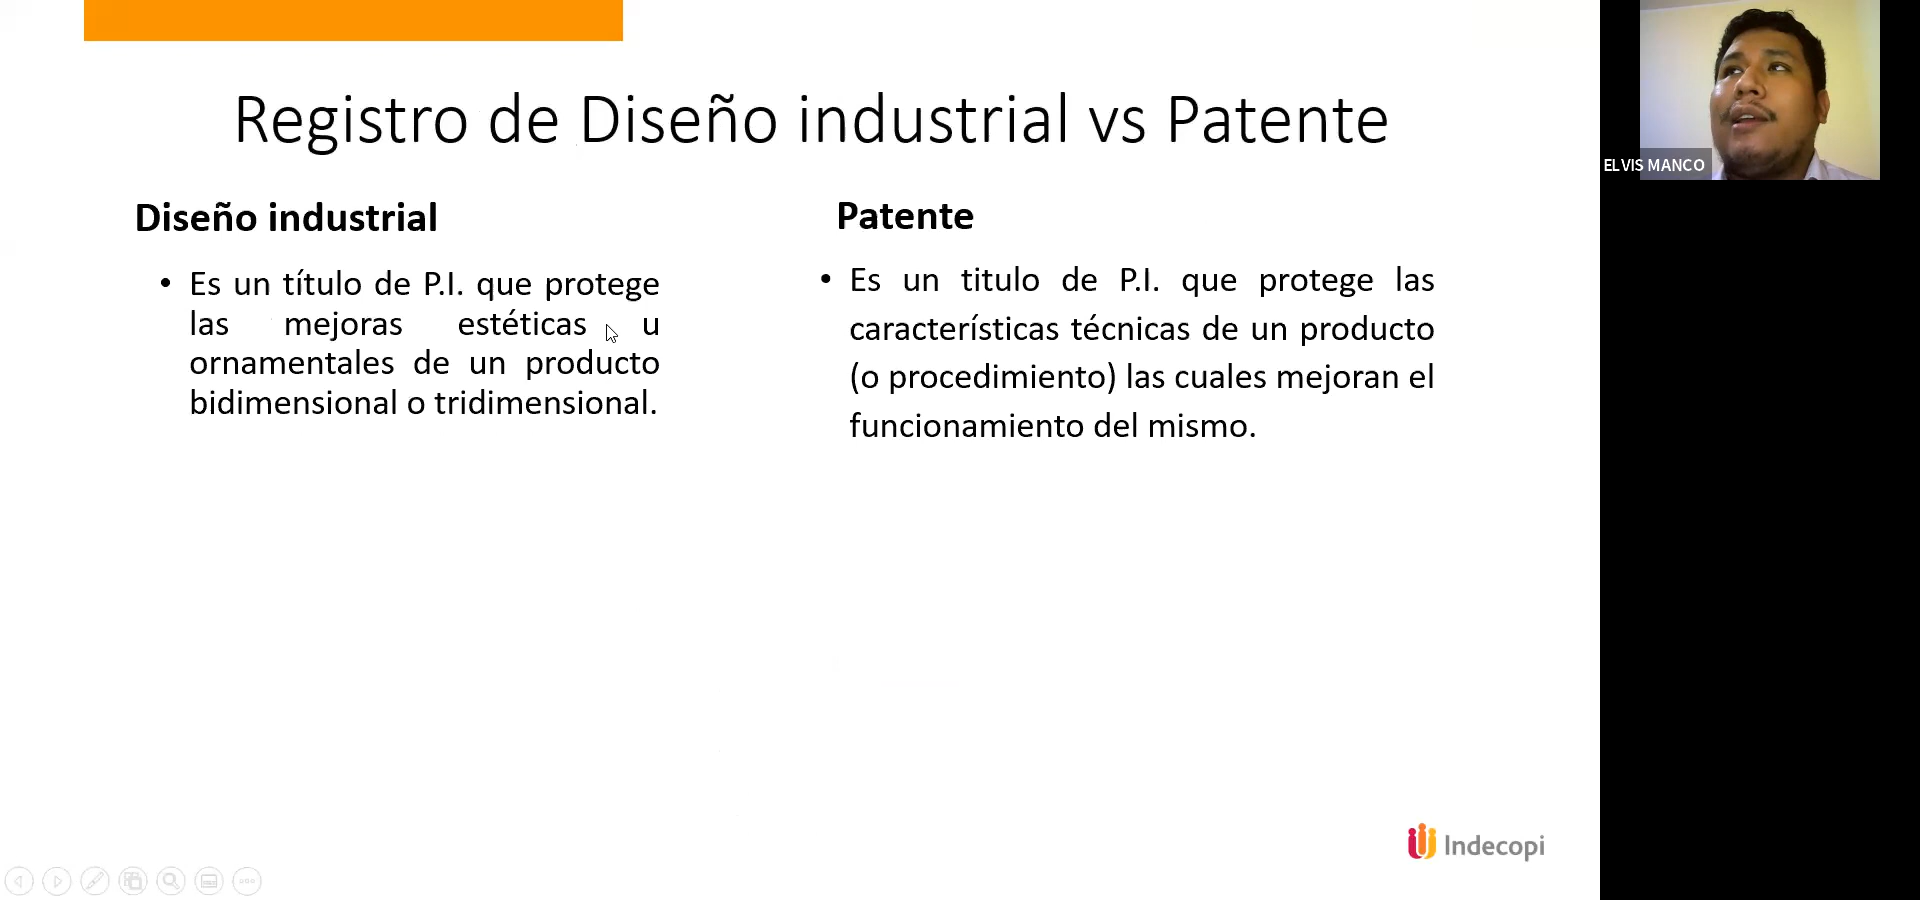 Registro de Diseño industrial vs Patente
ELVIS MANCO
Diseño industrial
• Es un título de P.I. que protege
las mejoras estéticas u
ornamentales de un producto
bidimensional o tridimensional.
Patente
• Es un titulo de P.I. que protege las
características técnicas de un producto
(o procedimiento) las cuales mejoran el
funcionamiento del mismo.
Indecopi